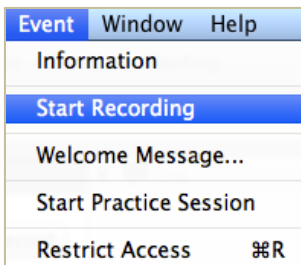 Event Window Help
Information
Start Recording
Welcome Message...
Start Practice Session
Restrict Access ⌘R